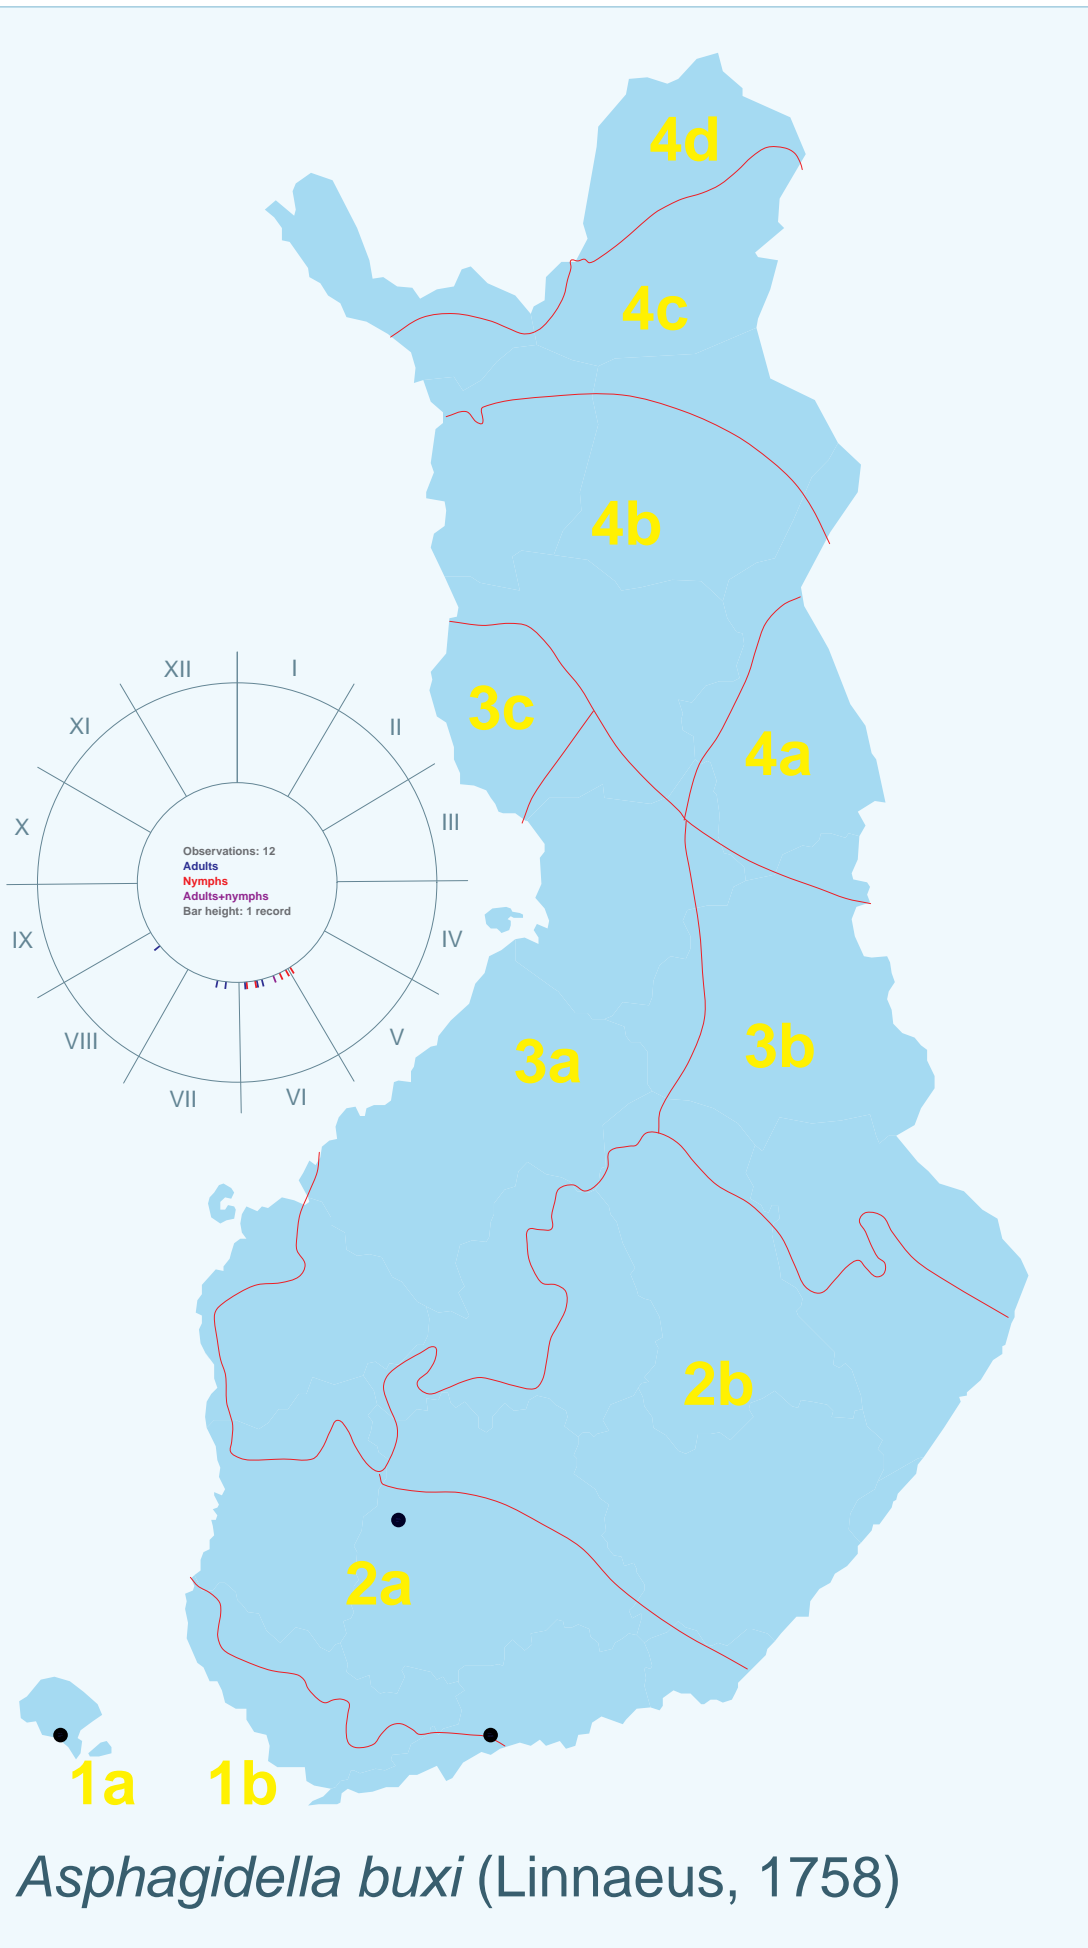 4d
4c
4b
3c
4a
XII
I
XI
II
X
III
Observations: 12
Adults
Nymphs
Adults+nymphs
Bar height: 1 record
IX
IV
VIII
V
VII
VI
3a
3b
2b
2a
1a
1b
Asphagidella buxi (Linnaeus, 1758)